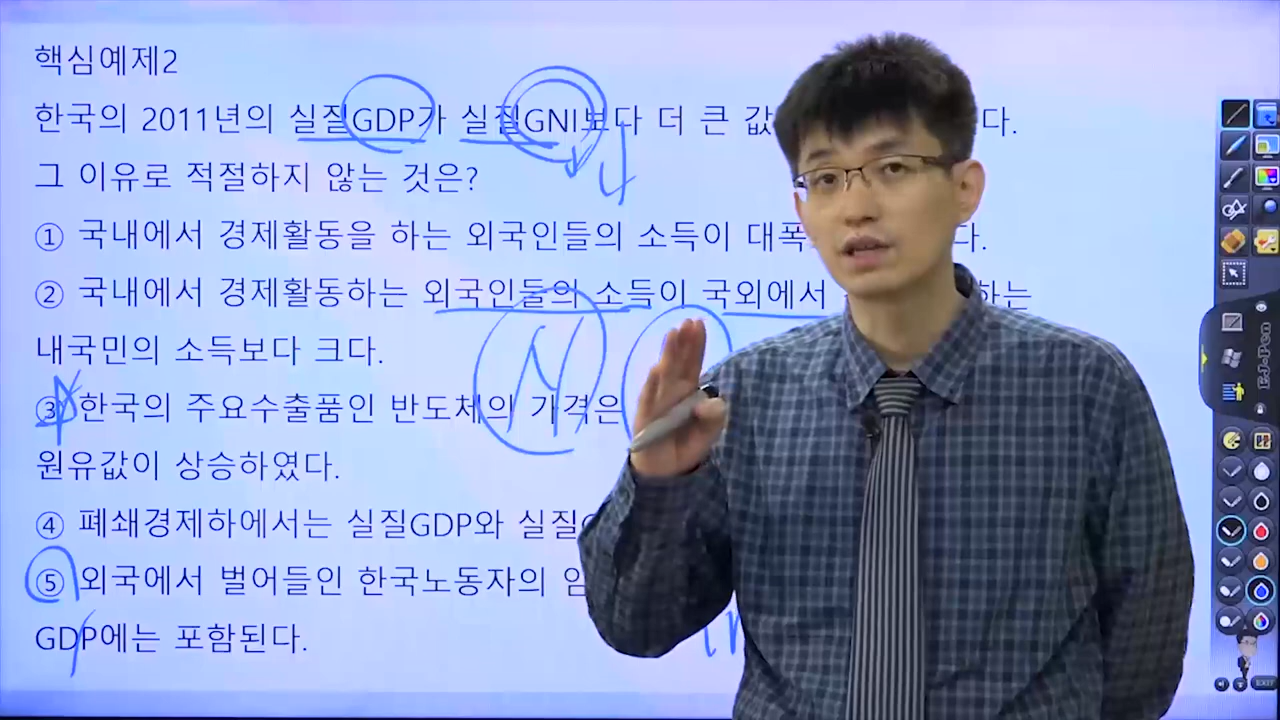 핵심예제2
한국의 2011년의 실질GDP가 실질GNI보다 더 큰 값 다.
그 이유로 적절하지 않는 것은?
① 국내에서 경제활동을 하는 외국인들의 소득이 대폭 다.
② 국내에서 경제활동하는 외국인들의 소득이 국외에서 하는
내국민의 소득보다 크다.
③ 한국의 주요수출품인 반도체의 가격은
원유값이 상승하였다.
④ 폐쇄경제하에서는 실질GDP와
⑤ 외국에서 벌어들인 한국노동자의
GDP에는 포함된다.
N
EJ-Pen